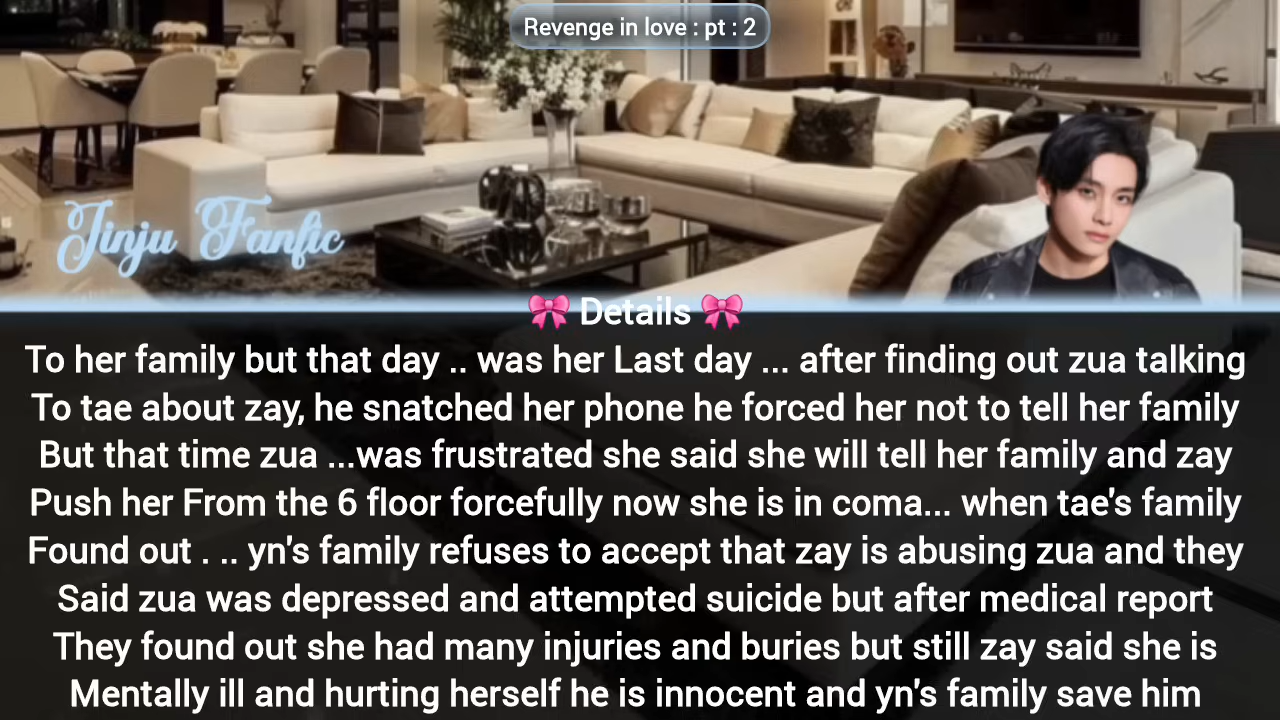 Revenge in love : pt : 2
Jinju Fanfic
🎀 Details 🎀
To her family but that day .. was her Last day ... after finding out zua talking
To tae about zay, he snatched her phone he forced her not to tell her family
But that time zua ...was frustrated she said she will tell her family and zay
Push her From the 6 floor forcefully now she is in coma... when tae's family
Found out . .. yn's family refuses to accept that zay is abusing zua and they
Said zua was depressed and attempted suicide but after medical report
They found out she had many injuries and buries but still zay said she is
Mentally ill and hurting herself he is innocent and yn's family save him